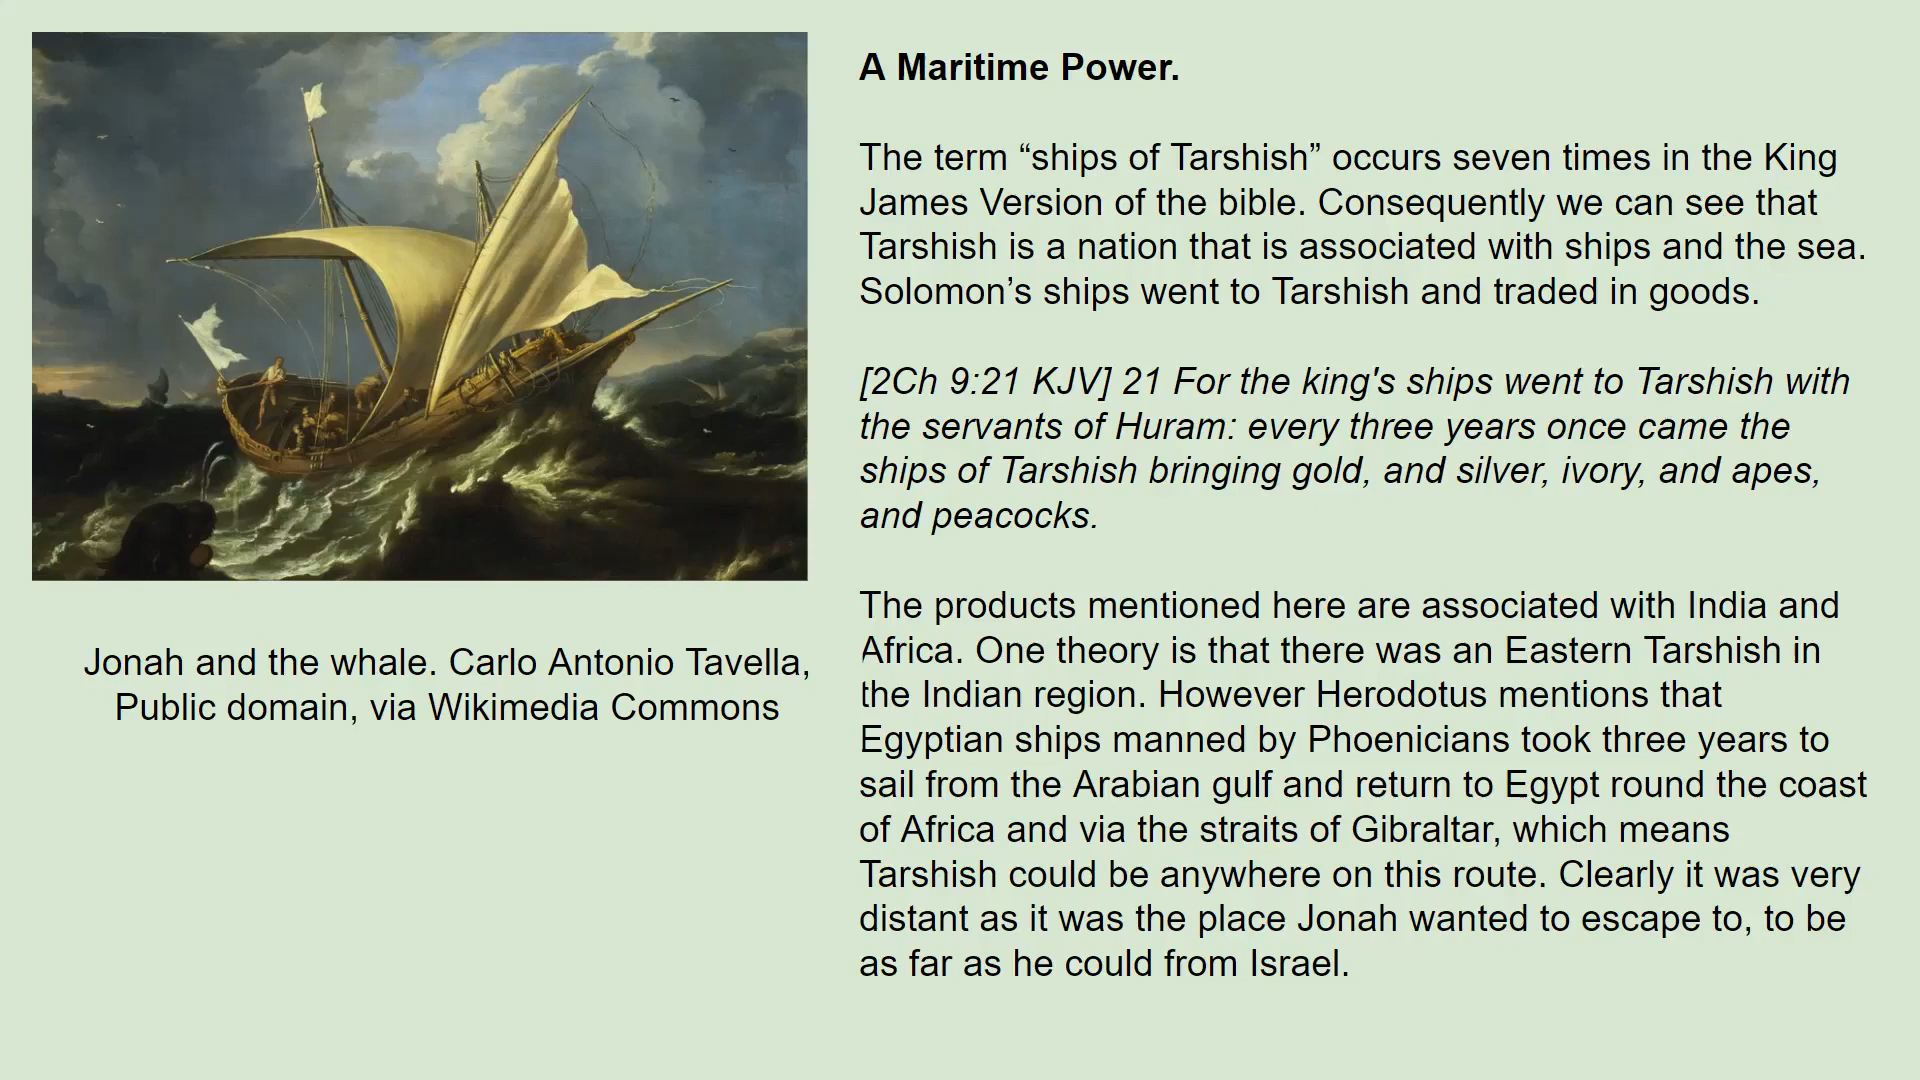 A Maritime Power.
The term “ships of Tarshish” occurs seven times in the King
James Version of the bible. Consequently we can see that
Tarshish is a nation that is associated with ships and the sea.
Solomon’s ships went to Tarshish and traded in goods.
[2Ch 9:21 KJV] 21 For the king's ships went to Tarshish with
the servants of Huram: every three years once came the
ships of Tarshish bringing gold, and silver, ivory, and apes,
and peacocks.
The products mentioned here are associated with India and
Africa. One theory is that there was an Eastern Tarshish in
the Indian region. However Herodotus mentions that
Egyptian ships manned by Phoenicians took three years to
sail from the Arabian gulf and return to Egypt round the coast
of Africa and via the straits of Gibraltar, which means
Tarshish could be anywhere on this route. Clearly it was very
distant as it was the place Jonah wanted to escape to, to be
as far as he could from Israel.
Jonah and the whale. Carlo Antonio Tavella,
Public domain, via Wikimedia Commons